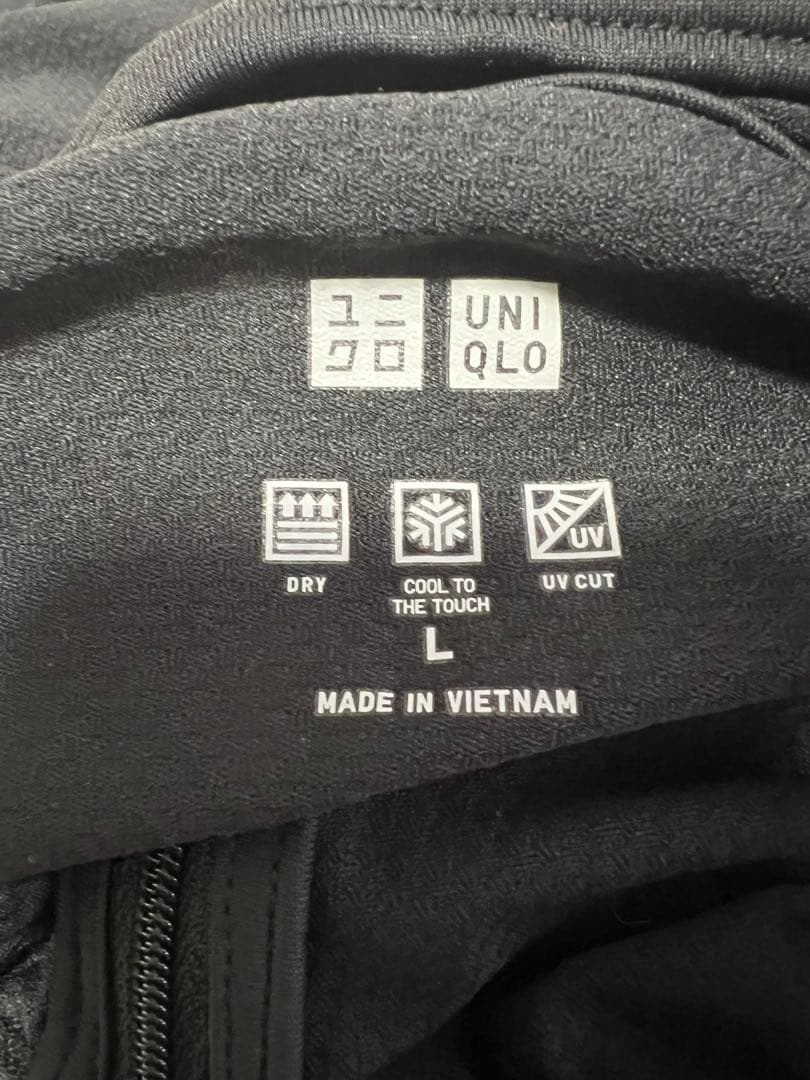 ユニ
クロ
UNI
QLO
UV
DRY
COOL TO
THE TOUCH
UV CUT
L
MADE IN VIETNAM